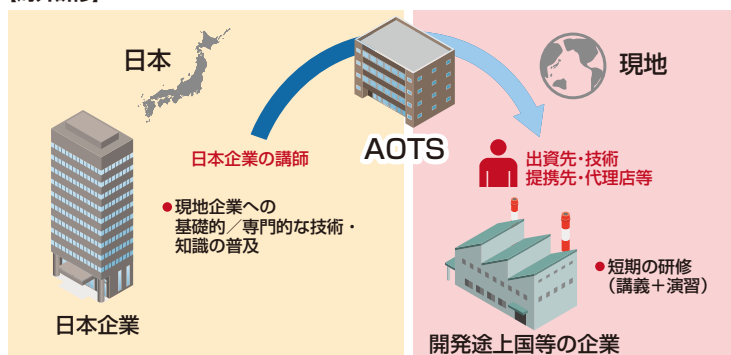 日本
現地
AOTS
日本企業の講師
●現地企業への
基礎的／専門的な技術・
知識の普及
日本企業
出資先・技術
提携先・代理店等
●短期の研修
（講義＋演習）
開発途上国等の企業